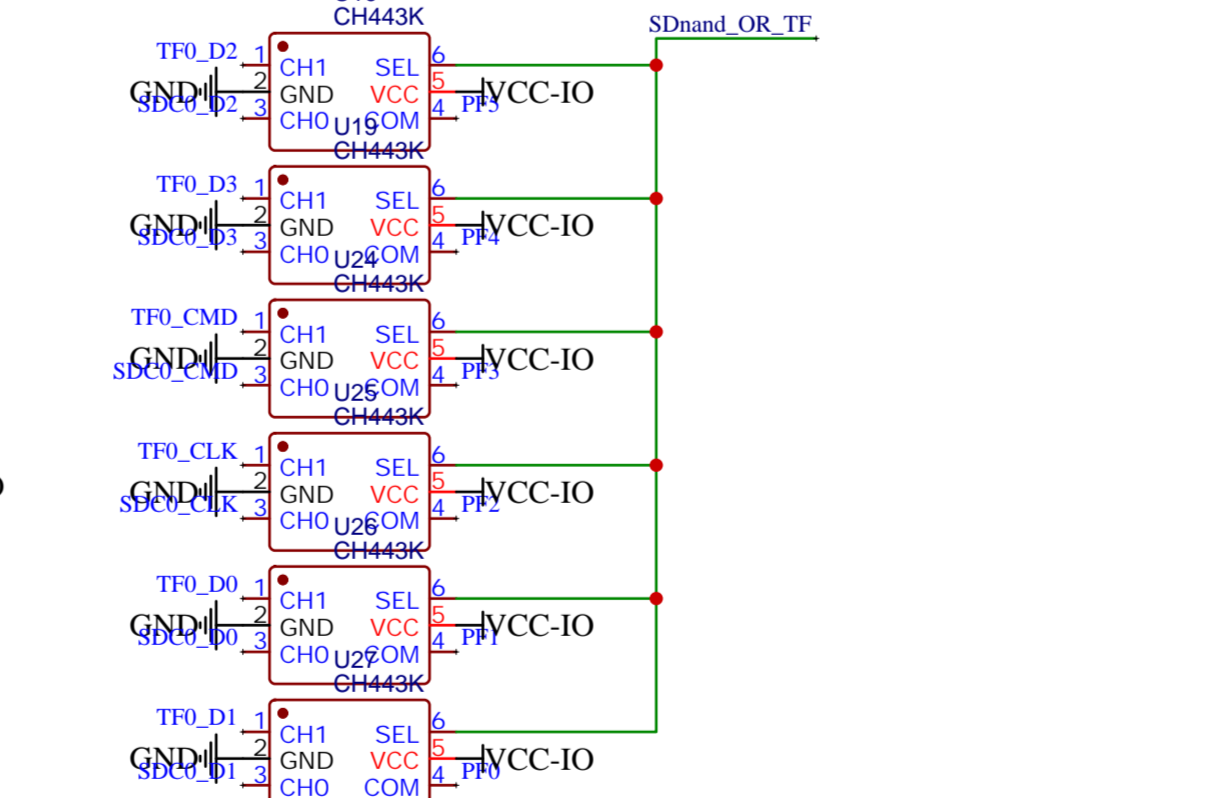 CH443K
SDnand_OR_TF
TF0_D2 1 CH1 SEL 6
GND 2 GND VCC 5 VCC-IO
SDC0_D2 3 CH0 COM 4 PF5
U19
CH443K
TF0_D3 1 CH1 SEL 6
GND 2 GND VCC 5 VCC-IO
SDC0_D3 3 CH0 COM 4 PF4
U24
CH443K
TF0_CMD 1 CH1 SEL 6
GND 2 GND VCC 5 VCC-IO
SDC0_CMD 3 CH0 COM 4 PF3
U25
CH443K
TF0_CLK 1 CH1 SEL 6
GND 2 GND VCC 5 VCC-IO
SDC0_CLK 3 CH0 COM 4 PF2
U26
CH443K
TF0_D0 1 CH1 SEL 6
GND 2 GND VCC 5 VCC-IO
SDC0_D0 3 CH0 COM 4 PF1
U27
CH443K
TF0_D1 1 CH1 SEL 6
GND 2 GND VCC 5 VCC-IO
SDC0_D1 3 CH0 COM 4 PF0